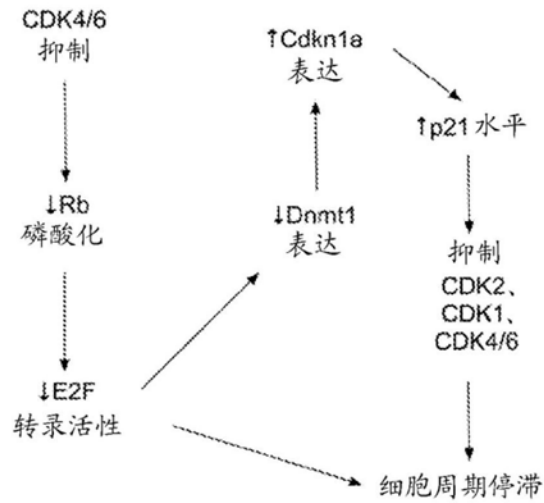 CDK4/6
抑制
↓Rb
磷酸化
↓E2F
转录活性
↓Dnmt1
表达
↑Cdkn1a
表达
↑p21 水平
抑制
CDK2、
CDK1、
CDK4/6
细胞周期停滞